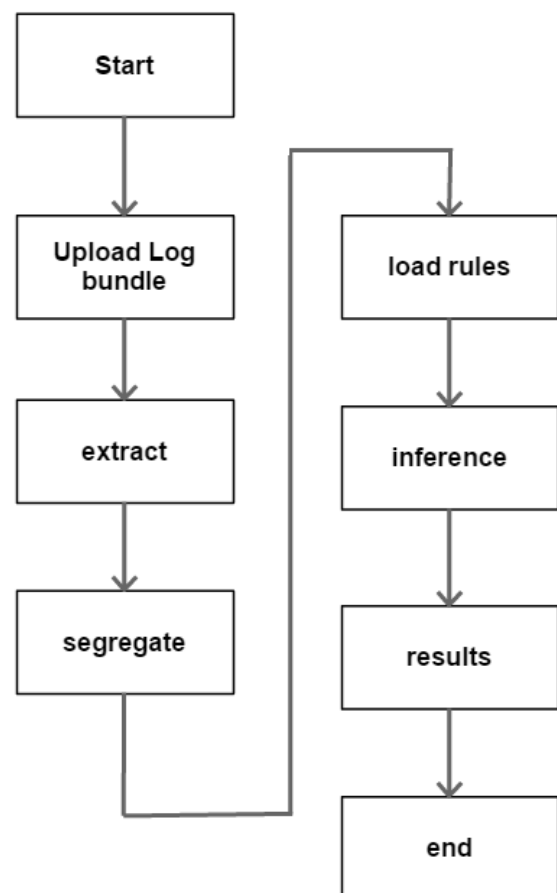 Start
Upload Log
bundle
extract
segregate
load rules
inference
results
end